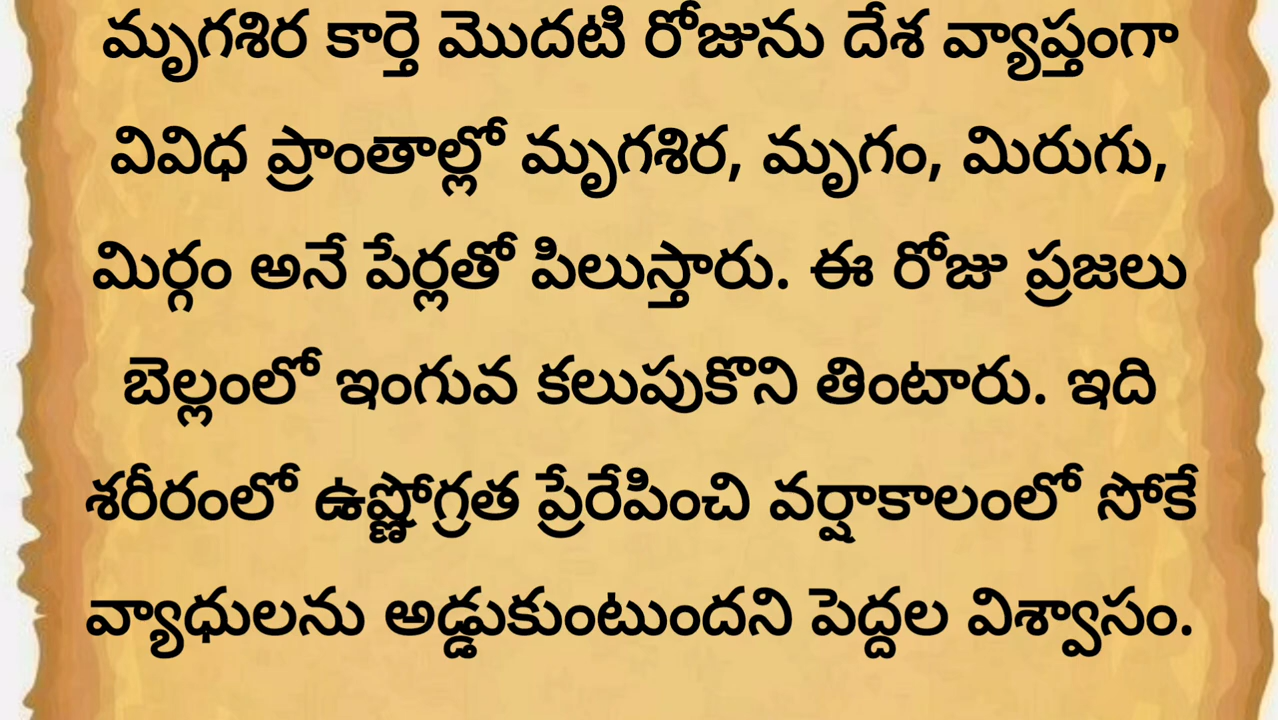 మృగశిర కార్తె మొదటి రోజును దేశ వ్యాప్తంగా
వివిధ ప్రాంతాల్లో మృగశిర, మృగం, మిరుగు,
మిర్గం అనే పేర్లతో పిలుస్తారు. ఈ రోజు ప్రజలు
బెల్లంలో ఇంగువ కలుపుకొని తింటారు. ఇది
శరీరంలో ఉష్ణోగ్రత ప్రేరేపించి వర్షాకాలంలో సోకే
వ్యాధులను అడ్డుకుంటుందని పెద్దల విశ్వాసం.